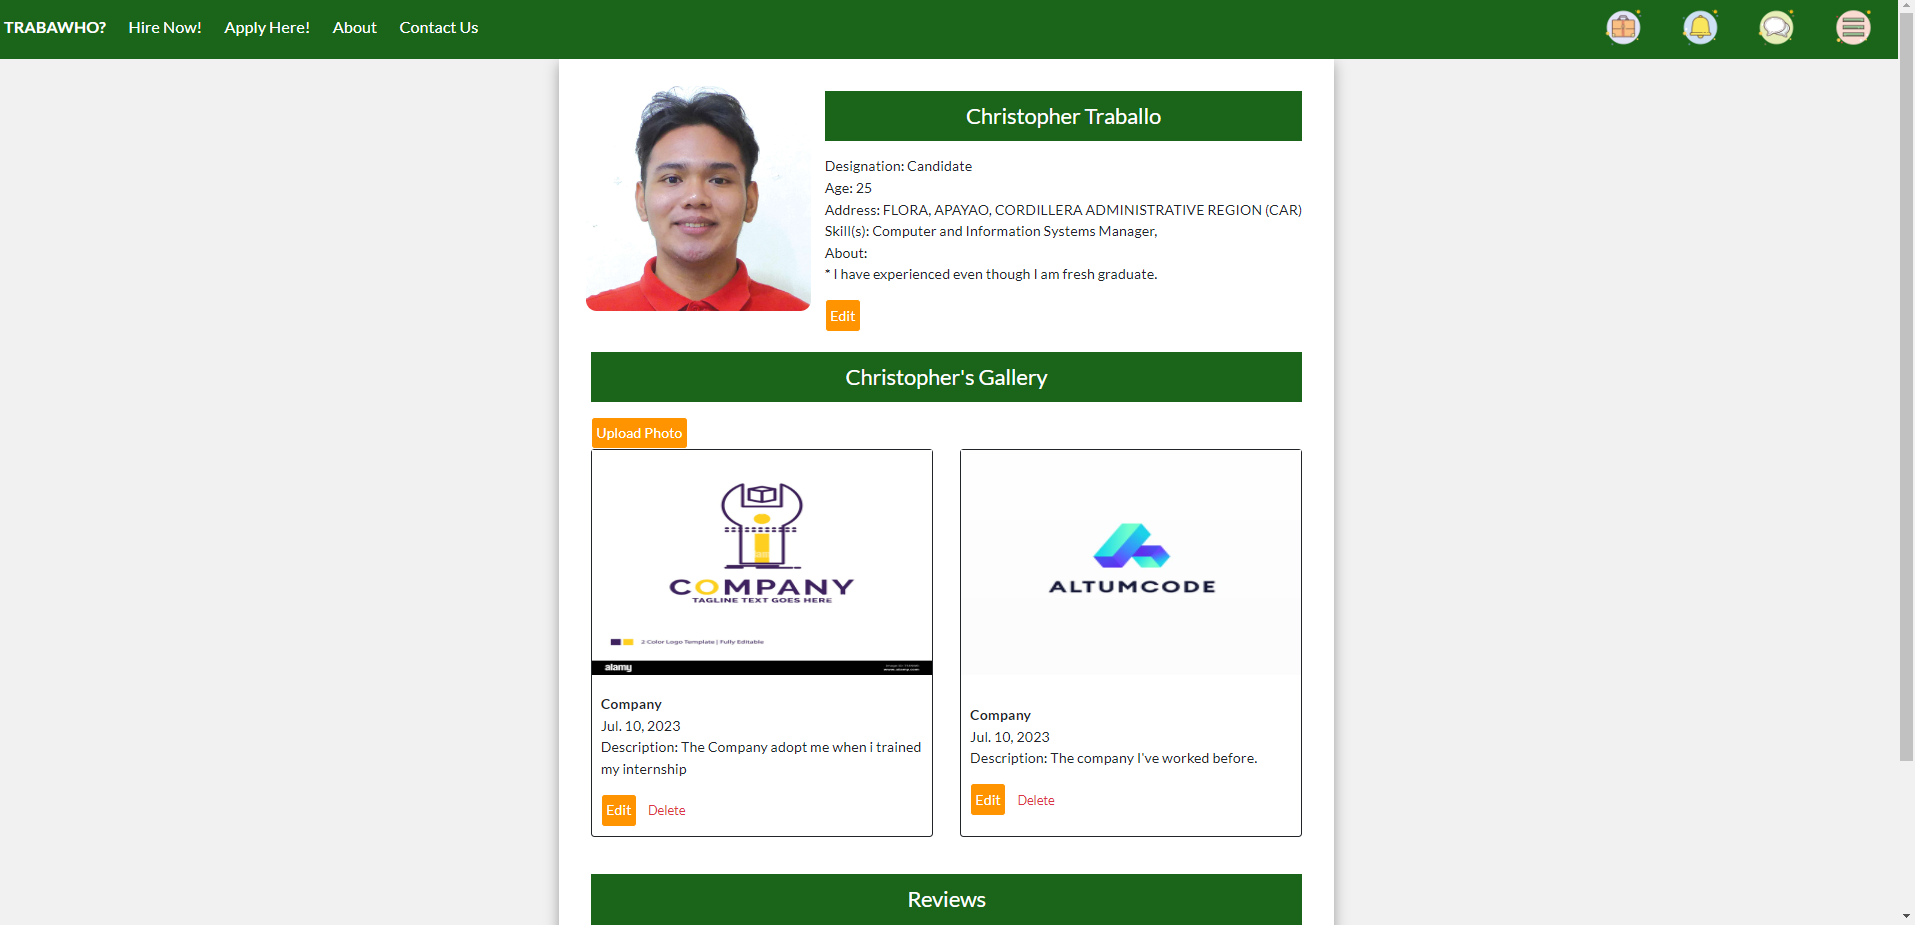 TRABAWHO? Hire Now! Apply Here! About Contact Us
Christopher Traballo
Designation: Candidate
Age: 25
Address: FLORA, APAYAO, CORDILLERA ADMINISTRATIVE REGION (CAR)
Skill(s): Computer and Information Systems Manager,
About:
* I have experienced even though I am fresh graduate.
Edit
Christopher's Gallery
Upload Photo
COMPANY
TAGLINE TEXT GOES HERE
2 Color Logo Template | Fully Editable
alamy
www.alamy.com
Company
Jul. 10, 2023
Description: The Company adopt me when i trained
my internship
Edit Delete
ALTUMCODE
Company
Jul. 10, 2023
Description: The company I've worked before.
Edit Delete
Reviews